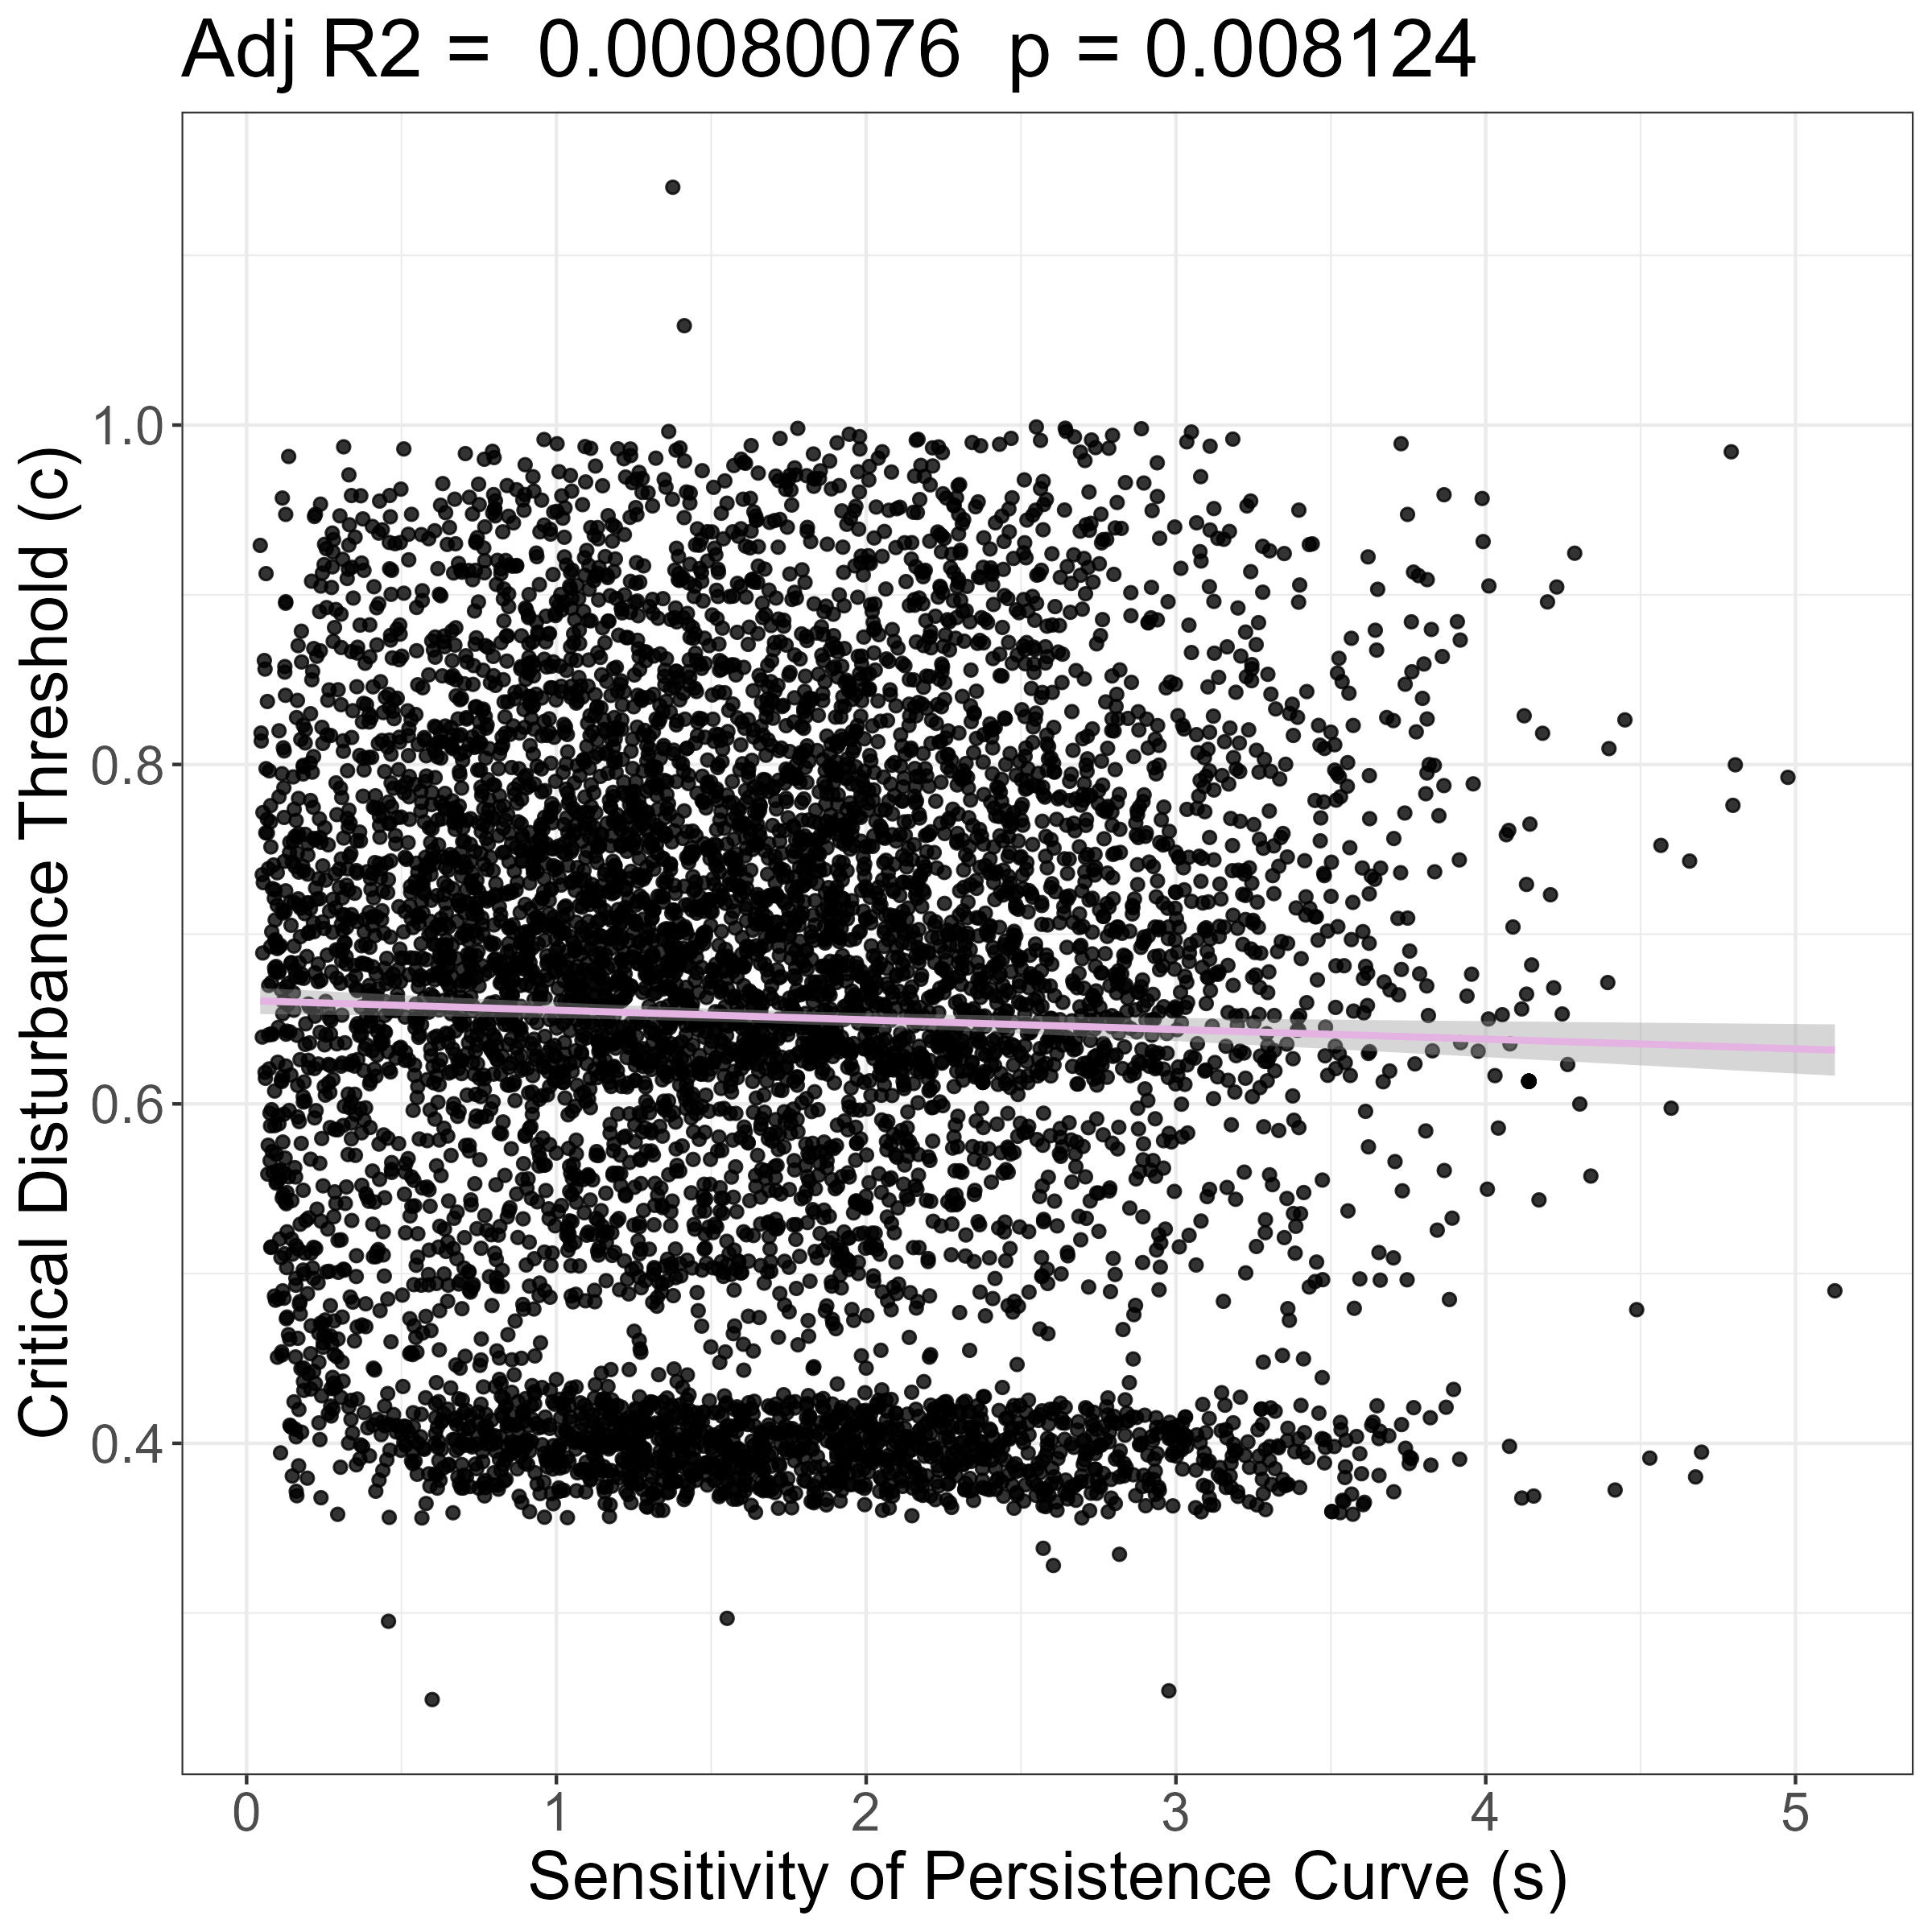 Adj R2 =  0.00080076  p = 0.008124
Critical Disturbance Threshold (c)
1.0
0.8
0.6
0.4
0 1 2 3 4 5
Sensitivity of Persistence Curve (s)